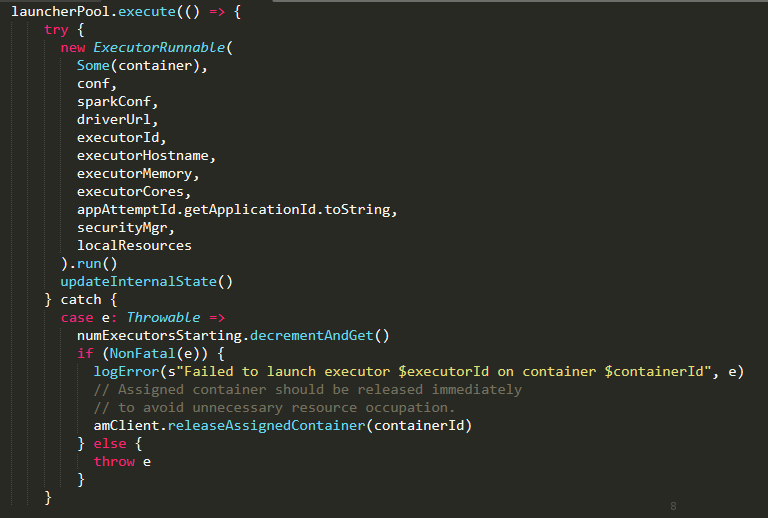 launcherPool.execute(() => {
try {
new ExecutorRunnable(
Some(container),
conf,
sparkConf,
driverUrl,
executorId,
executorHostname,
executorMemory,
executorCores,
appAttemptId.getApplicationId.toString,
securityMgr,
localResources
).run()
updateInternalState()
} catch {
case e: Throwable =>
numExecutorsStarting.decrementAndGet()
if (NonFatal(e)) {
logError(s"Failed to launch executor $executorId on container $containerId", e)
// Assigned container should be released immediately
// to avoid unnecessary resource occupation.
amClient.releaseAssignedContainer(containerId)
} else {
throw e
}
}
8